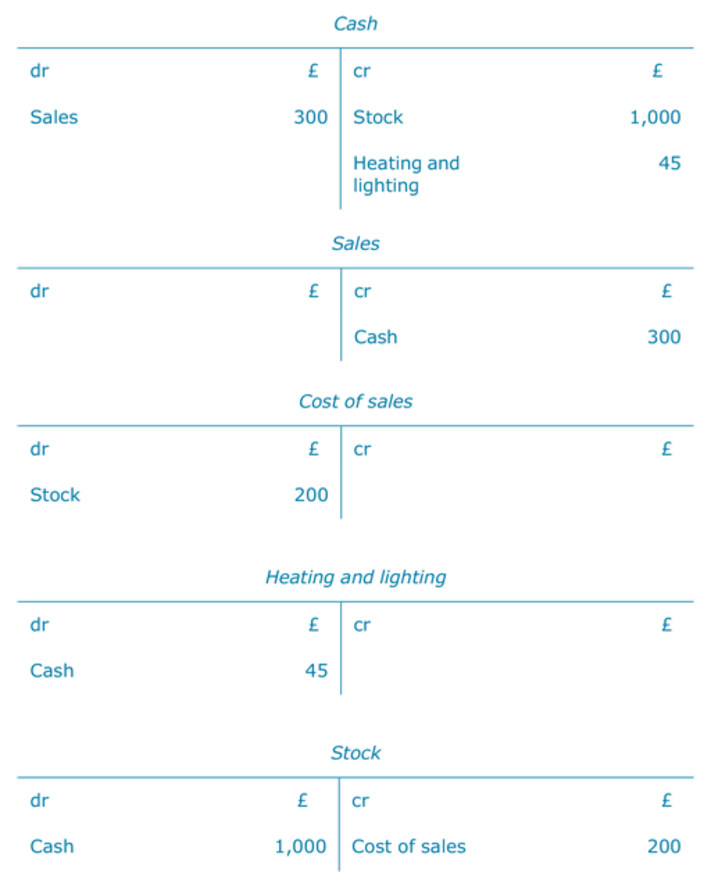 Cash
dr £ cr £
Sales 300 Stock 1,000
Heating and 45
lighting
Sales
dr £ cr £
Cash 300
Cost of sales
dr £ cr £
Stock 200
Heating and lighting
dr £ cr £
Cash 45
Stock
dr £ cr £
Cash 1,000 Cost of sales 200